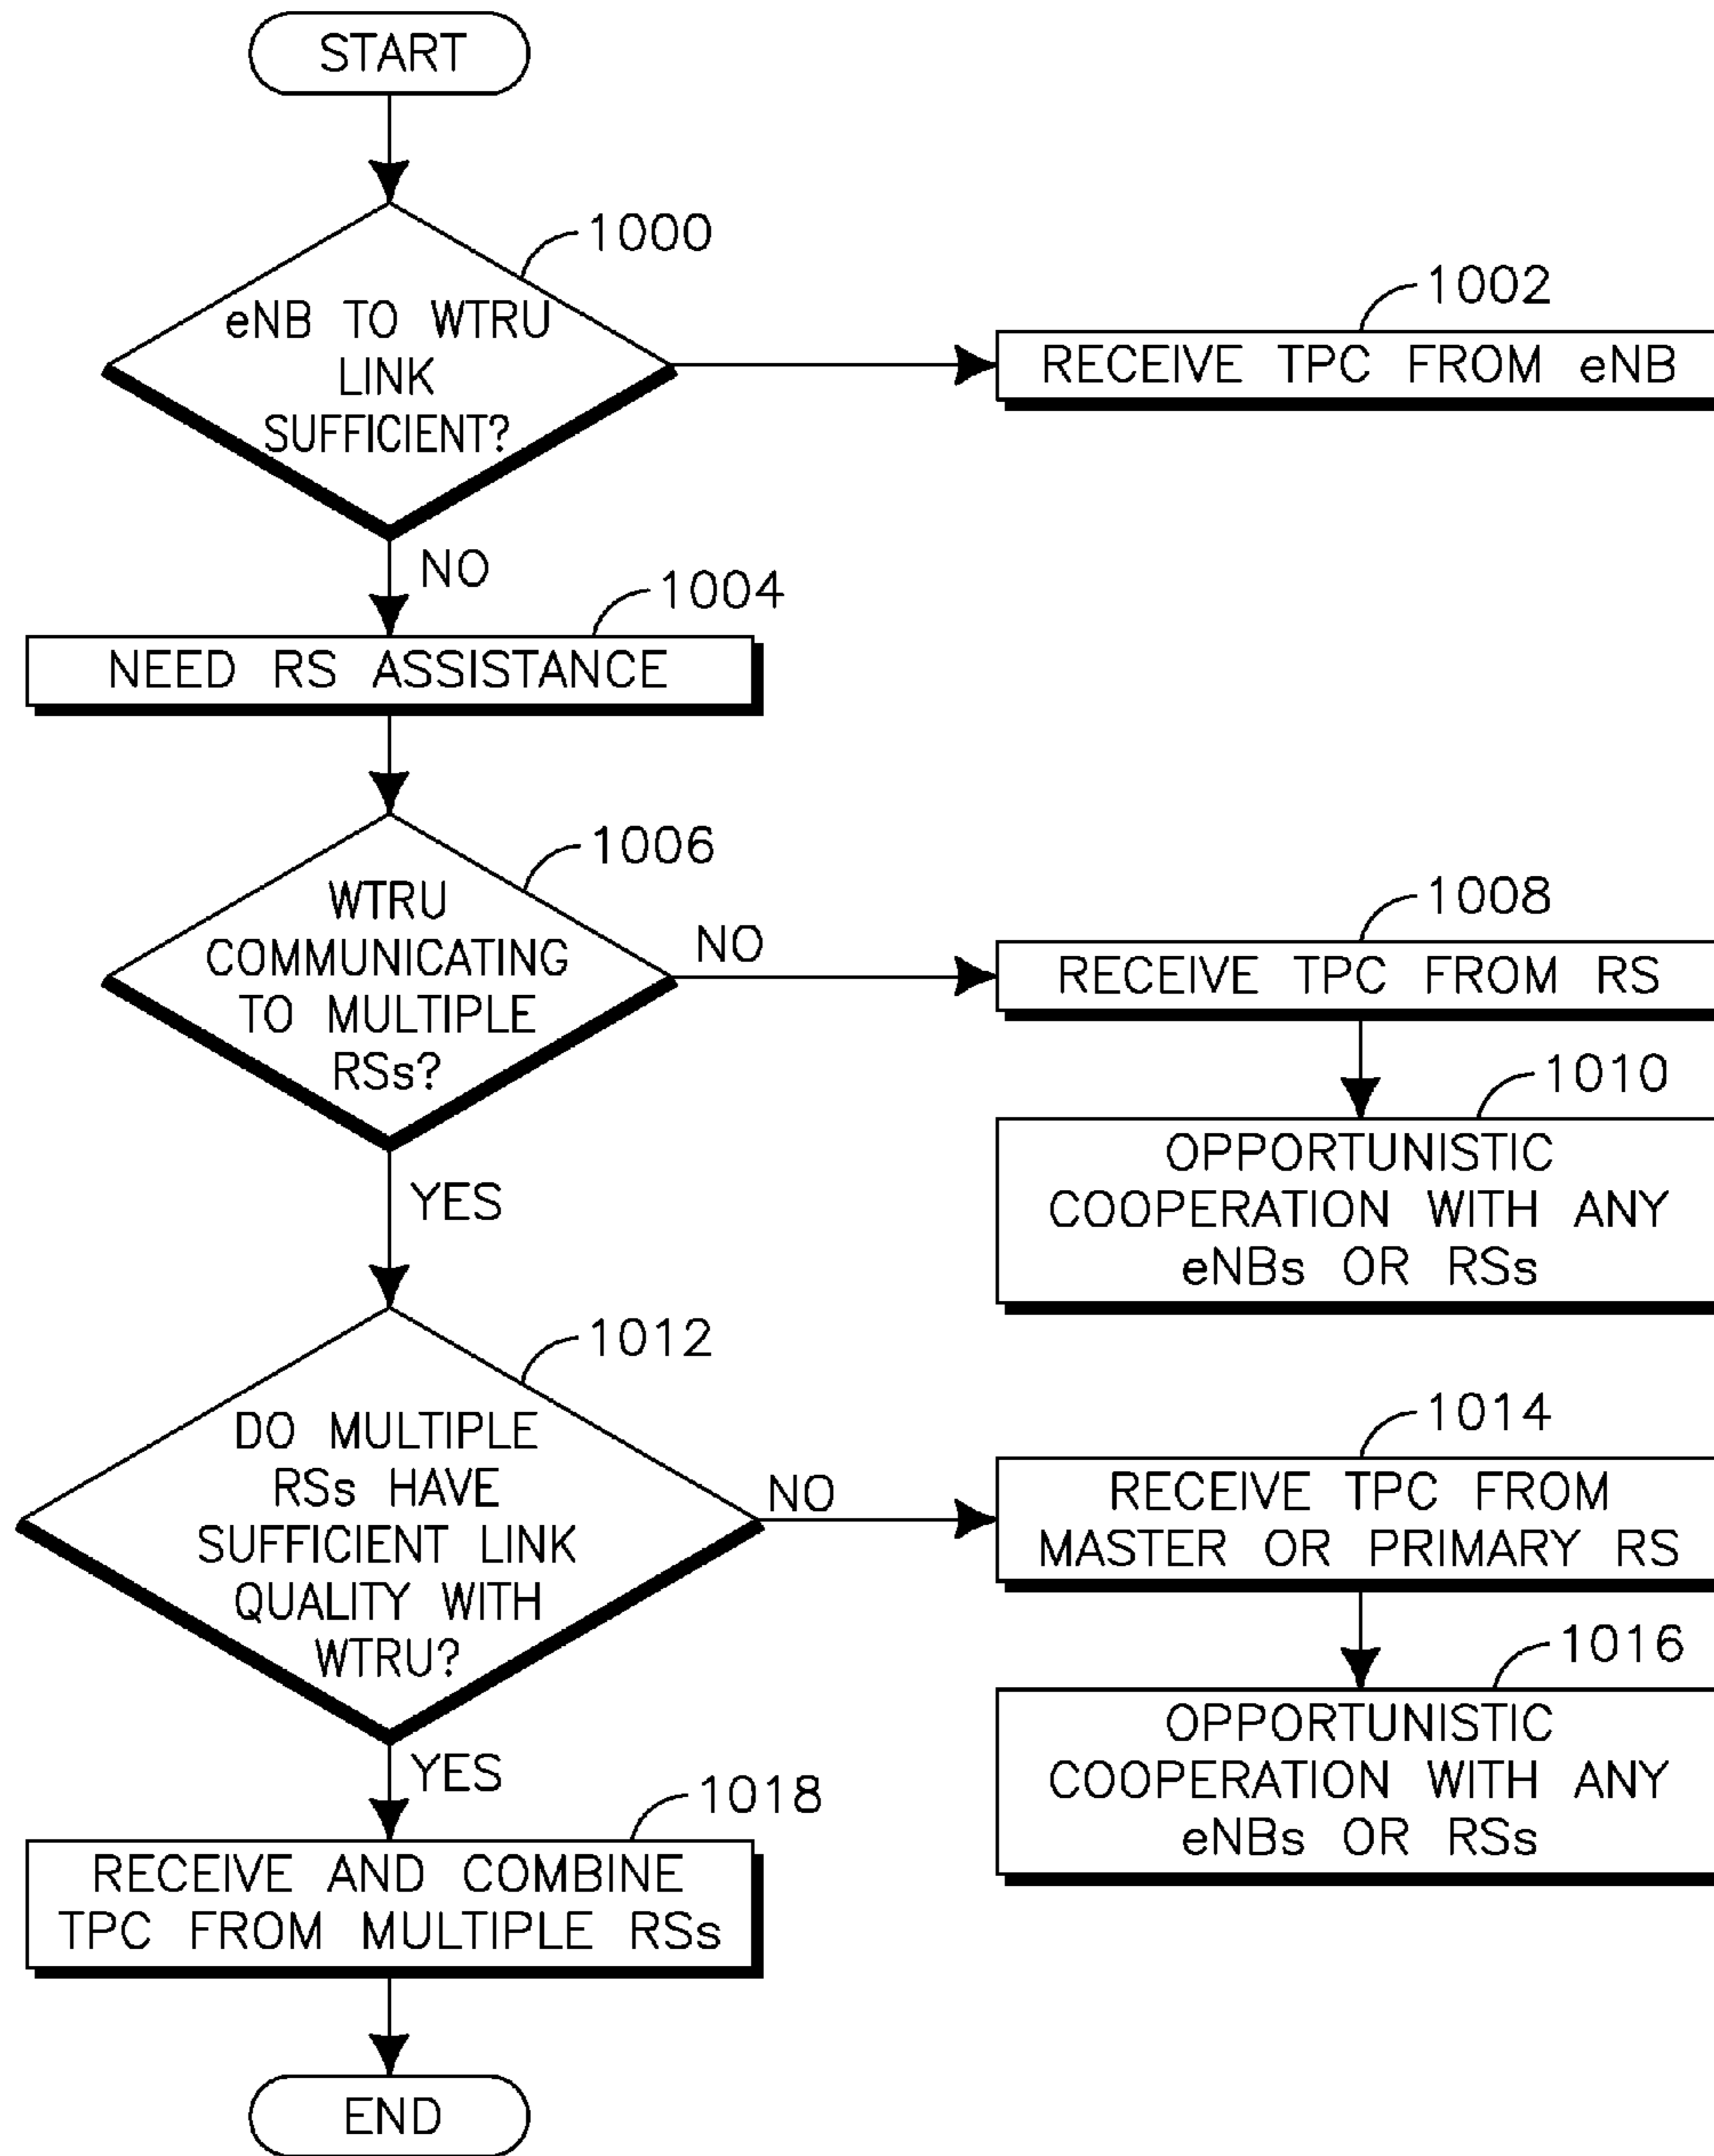 START
1000
eNB TO WTRU
LINK
SUFFICIENT?
1002
RECEIVE TPC FROM eNB
NO
1004
NEED RS ASSISTANCE
1006
WTRU
COMMUNICATING
TO MULTIPLE
RSs?
NO
1008
RECEIVE TPC FROM RS
1010
OPPORTUNISTIC
COOPERATION WITH ANY
eNBs OR RSs
YES
1012
DO MULTIPLE
RSs HAVE
SUFFICIENT LINK
QUALITY WITH
WTRU?
NO
1014
RECEIVE TPC FROM
MASTER OR PRIMARY RS
1016
OPPORTUNISTIC
COOPERATION WITH ANY
eNBs OR RSs
YES
1018
RECEIVE AND COMBINE
TPC FROM MULTIPLE RSs
END